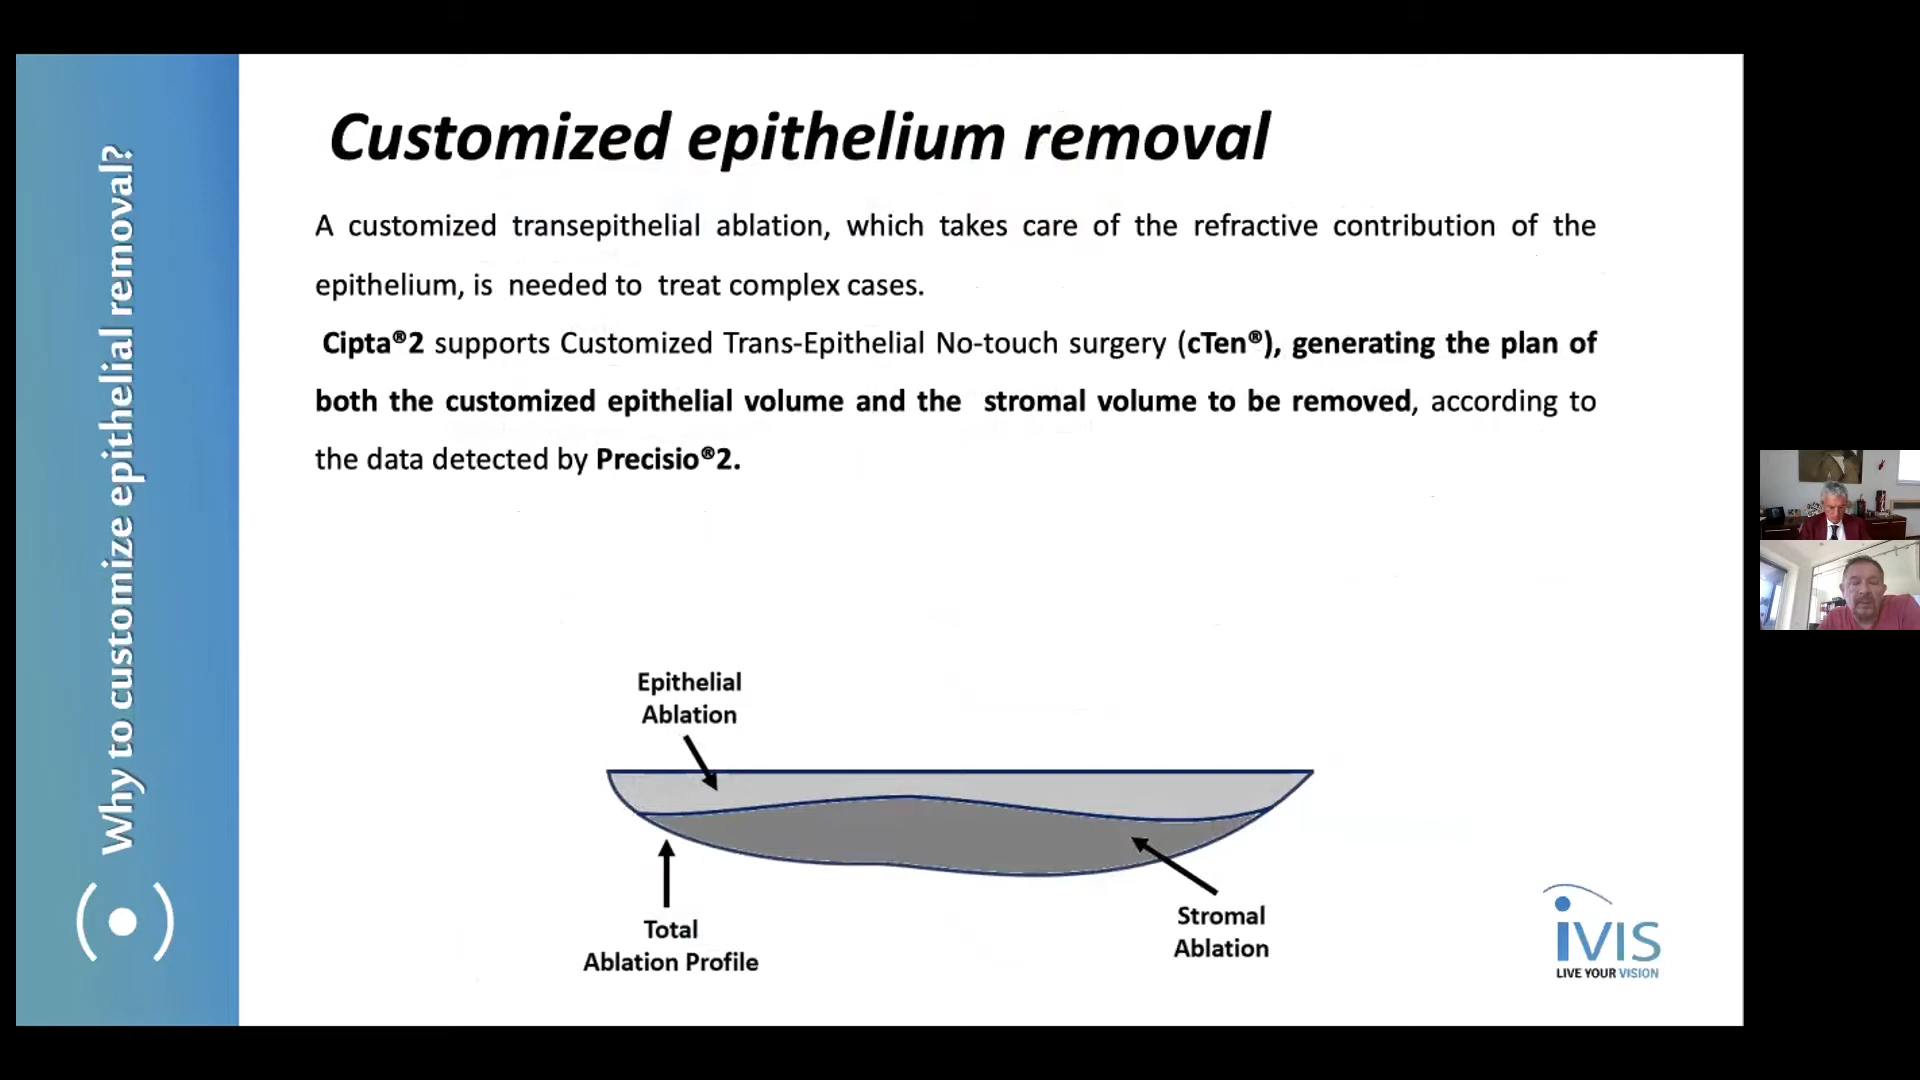 Why to customize epithelial removal?
Customized epithelium removal
A customized transepithelial ablation, which takes care of the refractive contribution of the
epithelium, is needed to treat complex cases.
Cipta®2 supports Customized Trans-Epithelial No-touch surgery (cTen®), generating the plan of
both the customized epithelial volume and the stromal volume to be removed, according to
the data detected by Precisio®2.
Epithelial
Ablation
Total
Ablation Profile
Stromal
Ablation
iVIS
LIVE YOUR VISION